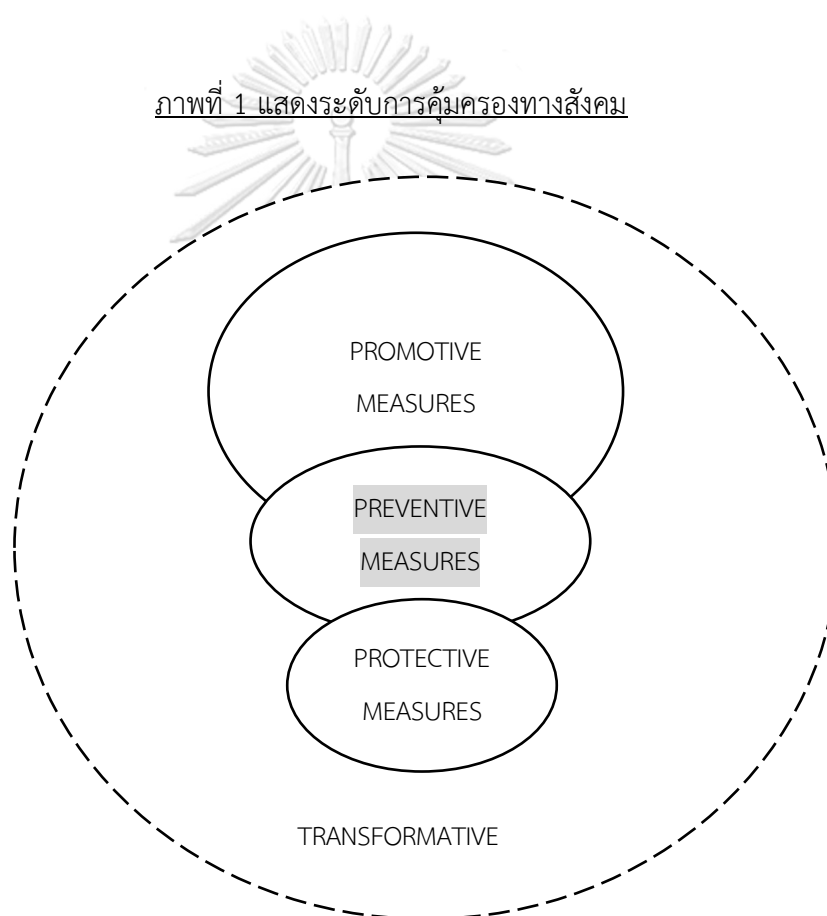 ภาพที่ 1 แสดงระดับการคุ้มครองทางสังคม
PROMOTIVE
MEASURES
PREVENTIVE
MEASURES
PROTECTIVE
MEASURES
TRANSFORMATIVE